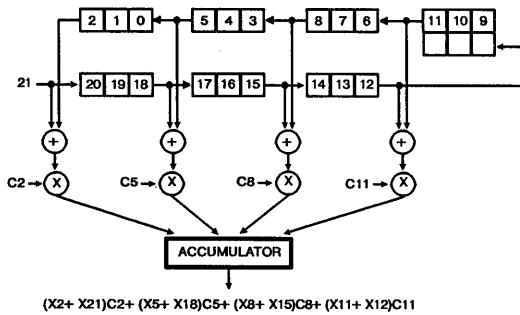 2 1 0 5 4 3 8 7 6 11 10 9
21 20 19 18 17 16 15 14 13 12
+ + + +
C2 X C5 X C8 X C11 X
ACCUMULATOR
(X2+ X21)C2+ (X5+ X18)C5+ (X8+ X15)C8+ (X11+ X12)C11